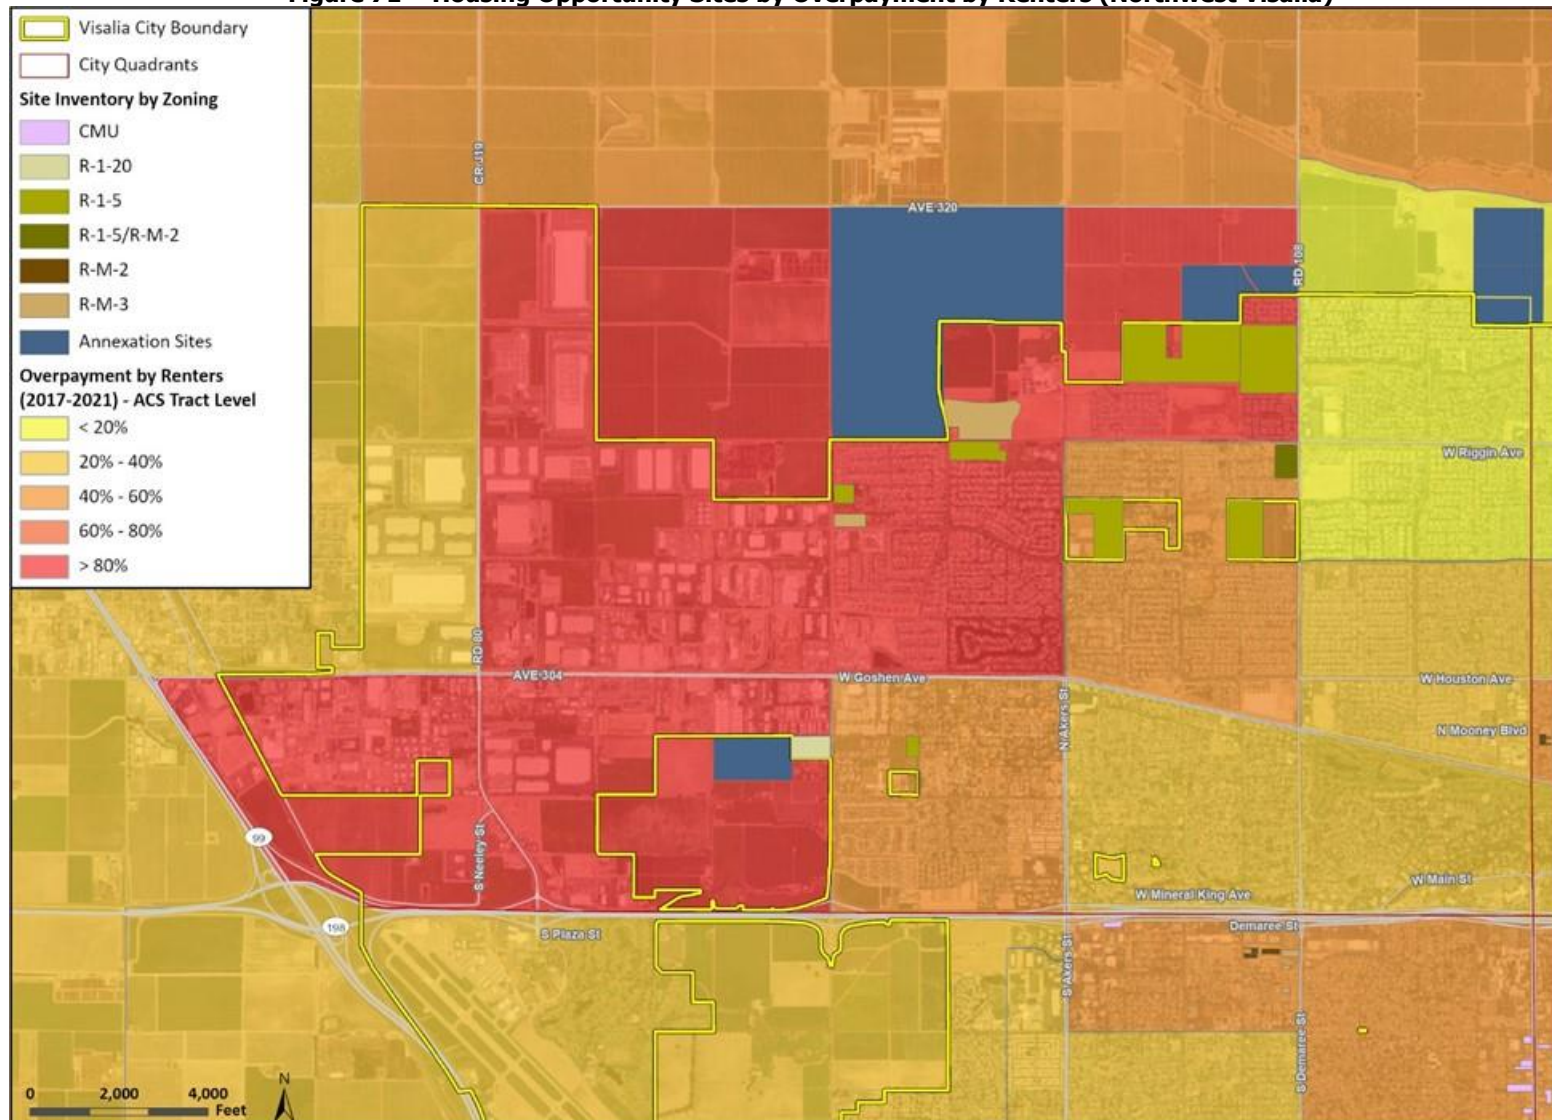 Figure 71 – Housing Opportunity Sites by Overpayment by Renters (Northwest Visalia)
Visalia City Boundary
City Quadrants
Site Inventory by Zoning
CMU
R-1-20
R-1-5
R-1-5/R-M-2
R-M-2
R-M-3
Annexation Sites
Overpayment by Renters
(2017-2021) - ACS Tract Level
< 20%
20% - 40%
40% - 60%
60% - 80%
> 80%
CR J19
AVE 320
RD 108
W Riggin Ave
RD 80
AVE 304
W Goshen Ave
W Houston Ave
N Akers St
N Mooney Blvd
99
S Neeley St
W Main St
W Mineral King Ave
198
S Plaza St
Demaree St
S Akers St
S Demaree St
0 2,000 4,000
Feet
N